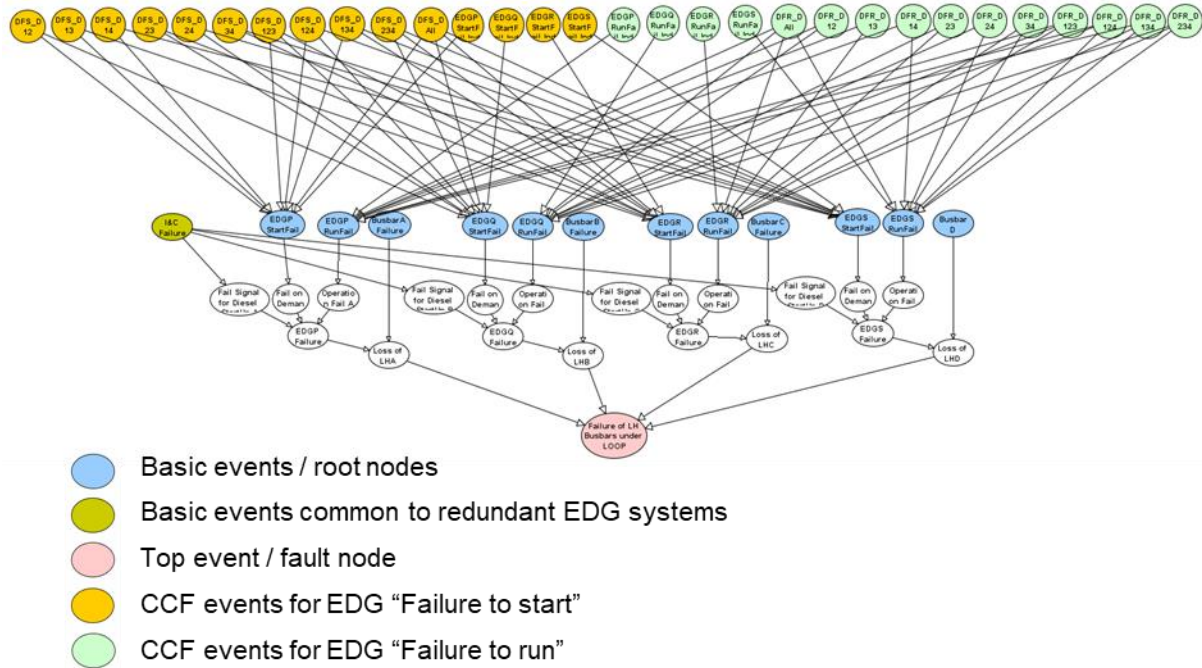 DFS_D
12
DFS_D
13
DFS_D
14
DFS_D
23
DFS_D
24
DFS_D
34
DFS_D
123
DFS_D
124
DFS_D
134
DFS_D
234
DFS_D
All
EDGP
StartF
EDGQ
StartF
EDGR
StartF
EDGS
StartF
EDGP
RunFa
EDGQ
RunFa
EDGR
RunFa
EDGS
RunFa
DFR_D
All
DFR_D
12
DFR_D
13
DFR_D
14
DFR_D
23
DFR_D
24
DFR_D
34
DFR_D
123
DFR_D
124
DFR_D
134
DFR_D
234
I&C
Failure
EDGP
StartFail
EDGP
RunFail
BusbarA
Failure
EDGQ
StartFail
EDGQ
RunFail
BusbarB
Failure
EDGR
StartFail
EDGR
RunFail
BusbarC
Failure
EDGS
StartFail
EDGS
RunFail
Busbar
D
Fail Signal
for Diesel
Fail on
Deman
Operatio
n Fail A
Fail Signal
for Diesel
Fail on
Deman
Operati
on Fail
Fail Signal
for Diesel
Fail on
Deman
Operati
on Fail
Fail Signal
for Diesel
Fail on
Deman
Operati
on Fail
EDGP
Failure
EDGQ
Failure
EDGR
Failure
EDGS
Failure
Loss of
LHA
Loss of
LHB
Loss of
LHC
Loss of
LHD
Failure of LH
Busbars under
LOOP
Basic events / root nodes
Basic events common to redundant EDG systems
Top event / fault node
CCF events for EDG “Failure to start”
CCF events for EDG “Failure to run”